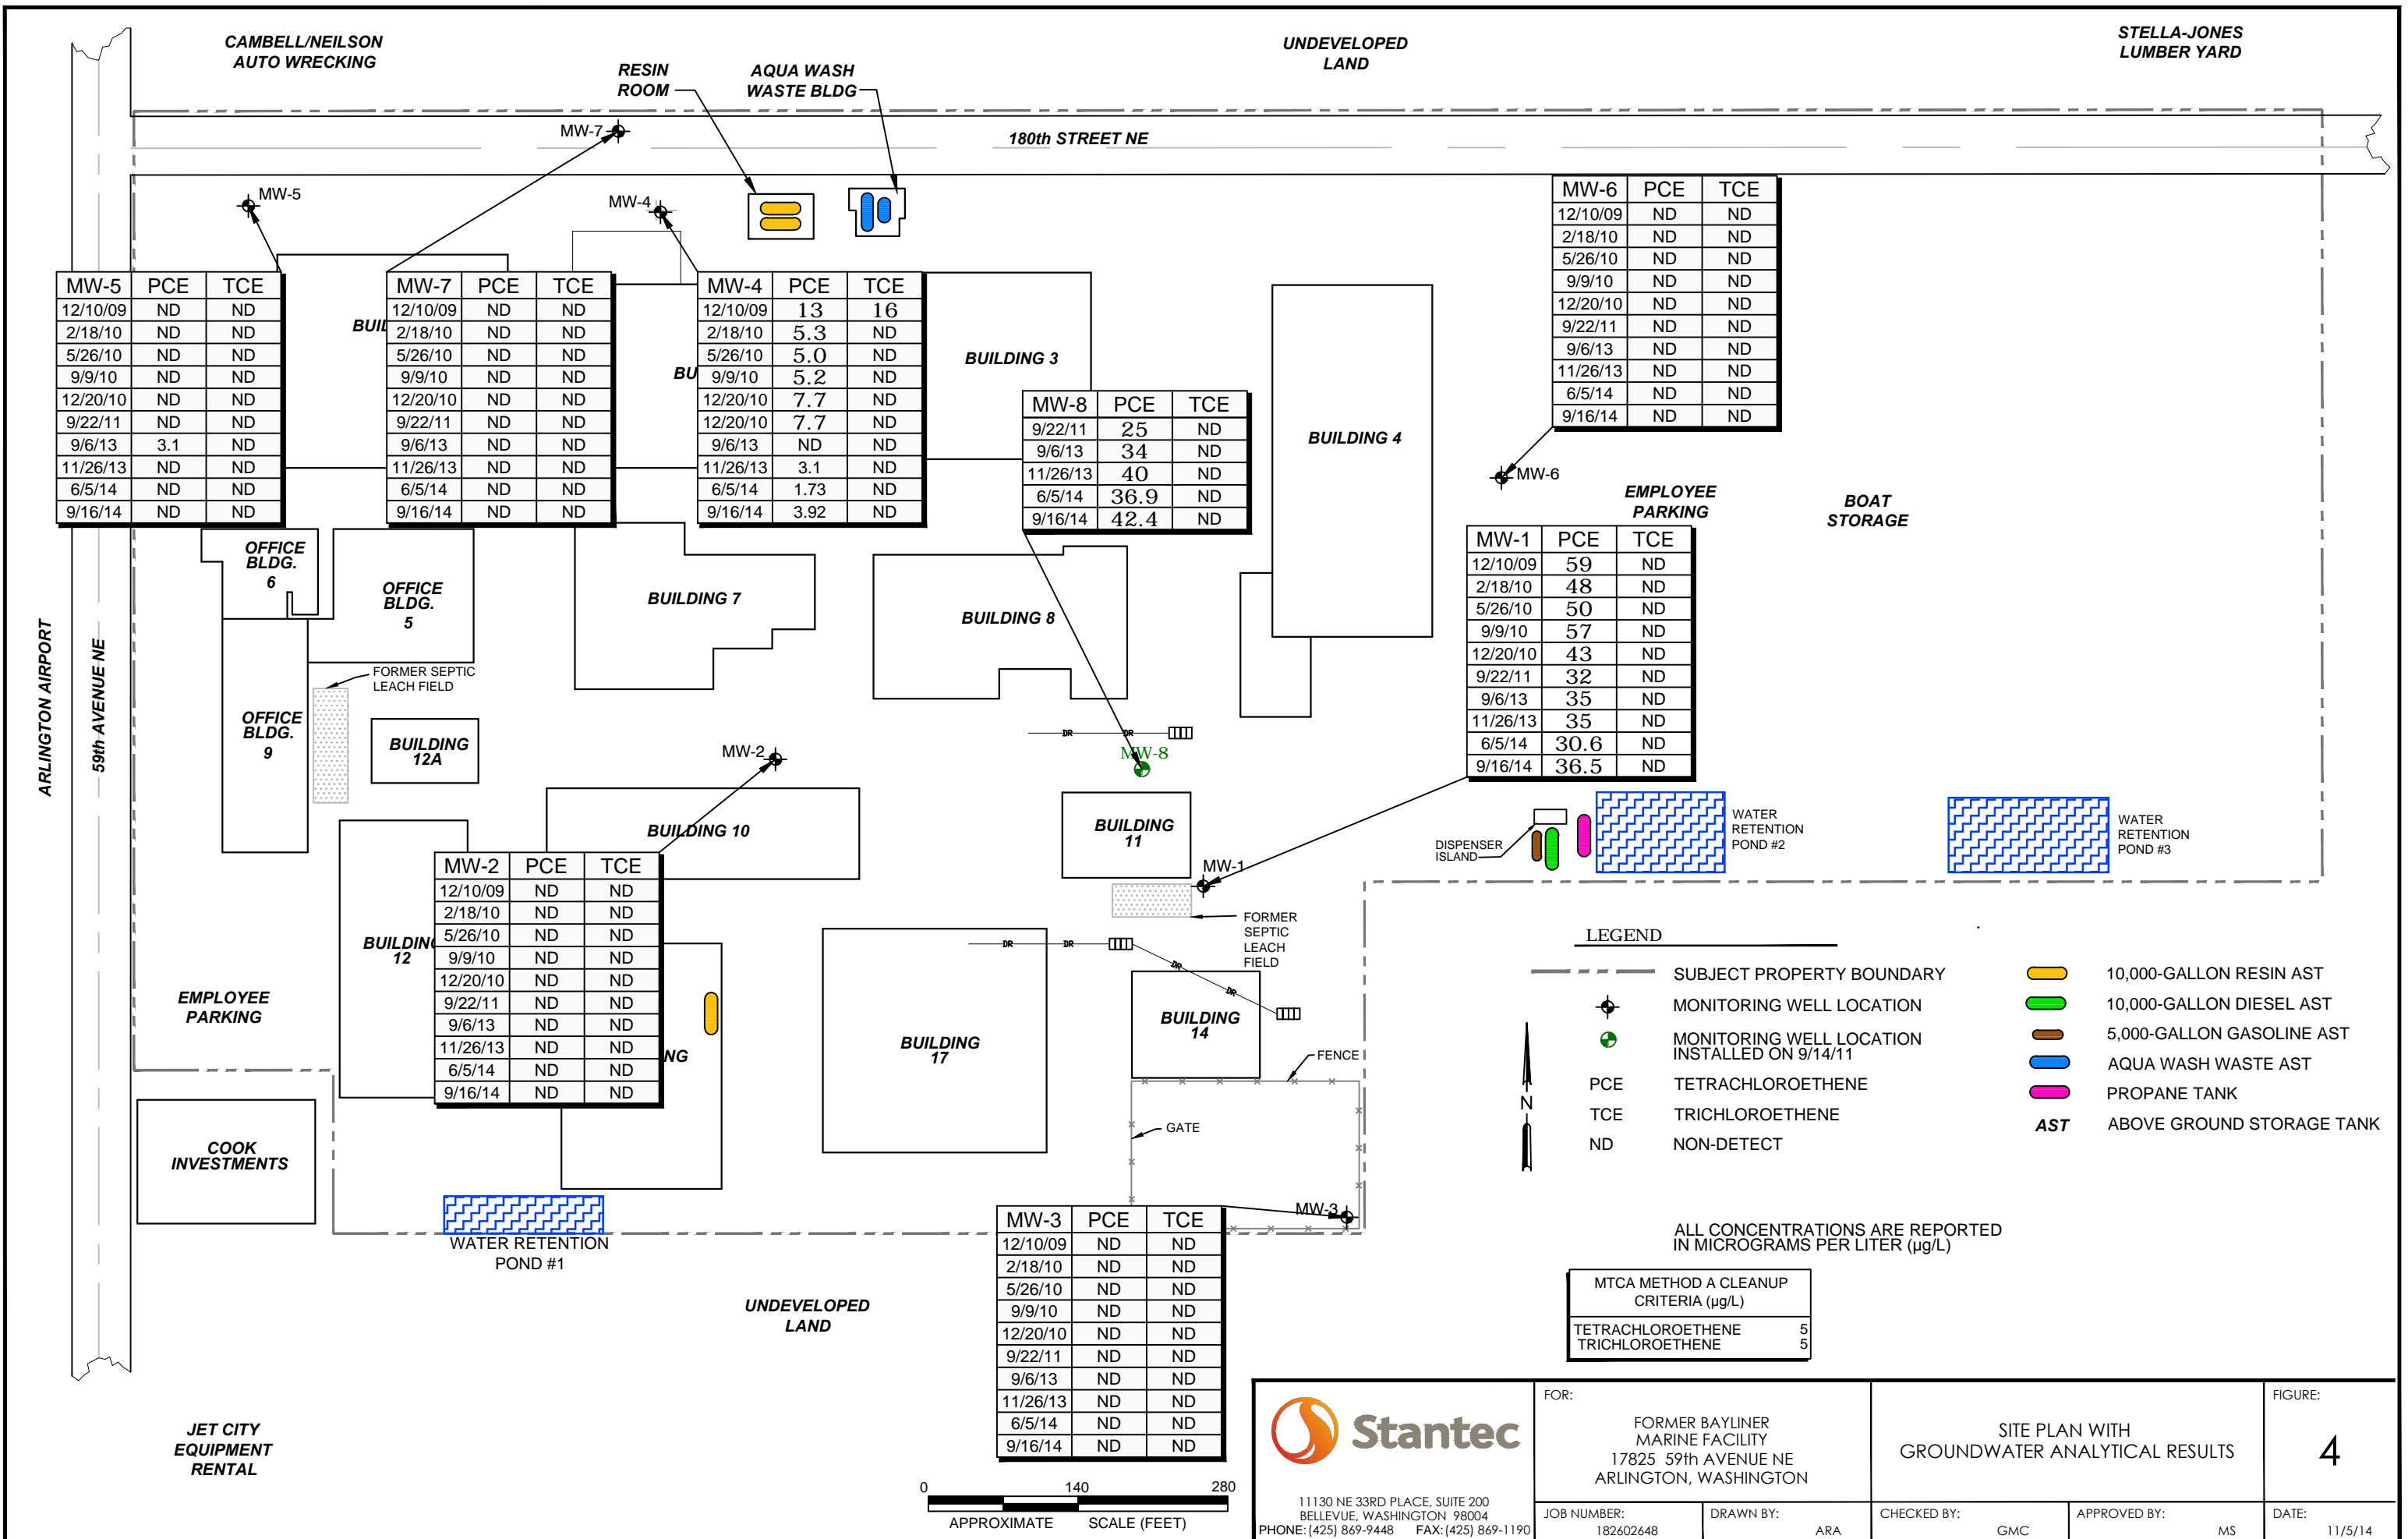 CAMBELL/NEILSON
AUTO WRECKING
UNDEVELOPED
LAND
STELLA-JONES
LUMBER YARD
RESIN
ROOM
AQUA WASH
WASTE BLDG
MW-7
180th STREET NE
MW-5
MW-4
MW-5 PCE TCE
12/10/09 ND ND
2/18/10 ND ND
5/26/10 ND ND
9/9/10 ND ND
12/20/10 ND ND
9/22/11 ND ND
9/6/13 3.1 ND
11/26/13 ND ND
6/5/14 ND ND
9/16/14 ND ND
BUIL
MW-7 PCE TCE
12/10/09 ND ND
2/18/10 ND ND
5/26/10 ND ND
9/9/10 ND ND
12/20/10 ND ND
9/22/11 ND ND
9/6/13 ND ND
11/26/13 ND ND
6/5/14 ND ND
9/16/14 ND ND
BU
MW-4 PCE TCE
12/10/09 13 16
2/18/10 5.3 ND
5/26/10 5.0 ND
9/9/10 5.2 ND
12/20/10 7.7 ND
12/20/10 7.7 ND
9/6/13 ND ND
11/26/13 3.1 ND
6/5/14 1.73 ND
9/16/14 3.92 ND
BUILDING 3
MW-8 PCE TCE
9/22/11 25 ND
9/6/13 34 ND
11/26/13 40 ND
6/5/14 36.9 ND
9/16/14 42.4 ND
BUILDING 4
MW-6 PCE TCE
12/10/09 ND ND
2/18/10 ND ND
5/26/10 ND ND
9/9/10 ND ND
12/20/10 ND ND
9/22/11 ND ND
9/6/13 ND ND
11/26/13 ND ND
6/5/14 ND ND
9/16/14 ND ND
MW-6
EMPLOYEE
PARKING
BOAT
STORAGE
MW-1 PCE TCE
12/10/09 59 ND
2/18/10 48 ND
5/26/10 50 ND
9/9/10 57 ND
12/20/10 43 ND
9/22/11 32 ND
9/6/13 35 ND
11/26/13 35 ND
6/5/14 30.6 ND
9/16/14 36.5 ND
OFFICE
BLDG.
6
OFFICE
BLDG.
5
BUILDING 7
BUILDING 8
ARLINGTON AIRPORT
59th AVENUE NE
FORMER SEPTIC
LEACH FIELD
OFFICE
BLDG.
9
BUILDING
12A
MW-2
DR DR
MW-8
BUILDING 10
BUILDING
11
MW-1
DISPENSER
ISLAND
WATER
RETENTION
POND #2
WATER
RETENTION
POND #3
MW-2 PCE TCE
12/10/09 ND ND
2/18/10 ND ND
5/26/10 ND ND
9/9/10 ND ND
12/20/10 ND ND
9/22/11 ND ND
9/6/13 ND ND
11/26/13 ND ND
6/5/14 ND ND
9/16/14 ND ND
BUILDING
12
NG
FORMER
SEPTIC
LEACH
FIELD
DR DR
DR
DR
EMPLOYEE
PARKING
BUILDING
17
BUILDING
14
FENCE
GATE
COOK
INVESTMENTS
WATER RETENTION
POND #1
MW-3
UNDEVELOPED
LAND
MW-3 PCE TCE
12/10/09 ND ND
2/18/10 ND ND
5/26/10 ND ND
9/9/10 ND ND
12/20/10 ND ND
9/22/11 ND ND
9/6/13 ND ND
11/26/13 ND ND
6/5/14 ND ND
9/16/14 ND ND
JET CITY
EQUIPMENT
RENTAL
LEGEND
SUBJECT PROPERTY BOUNDARY
MONITORING WELL LOCATION
MONITORING WELL LOCATION
INSTALLED ON 9/14/11
PCE TETRACHLOROETHENE
TCE TRICHLOROETHENE
ND NON-DETECT
10,000-GALLON RESIN AST
10,000-GALLON DIESEL AST
5,000-GALLON GASOLINE AST
AQUA WASH WASTE AST
PROPANE TANK
AST ABOVE GROUND STORAGE TANK
N
ALL CONCENTRATIONS ARE REPORTED
IN MICROGRAMS PER LITER (µg/L)
MTCA METHOD A CLEANUP
CRITERIA (µg/L)
TETRACHLOROETHENE 5
TRICHLOROETHENE 5
0 140 280
APPROXIMATE SCALE (FEET)
Stantec
11130 NE 33RD PLACE, SUITE 200
BELLEVUE, WASHINGTON 98004
PHONE: (425) 869-9448 FAX: (425) 869-1190
FOR:
FORMER BAYLINER
MARINE FACILITY
17825 59th AVENUE NE
ARLINGTON, WASHINGTON
SITE PLAN WITH
GROUNDWATER ANALYTICAL RESULTS
FIGURE:
4
JOB NUMBER:
182602648
DRAWN BY:
ARA
CHECKED BY:
GMC
APPROVED BY:
MS
DATE:
11/5/14